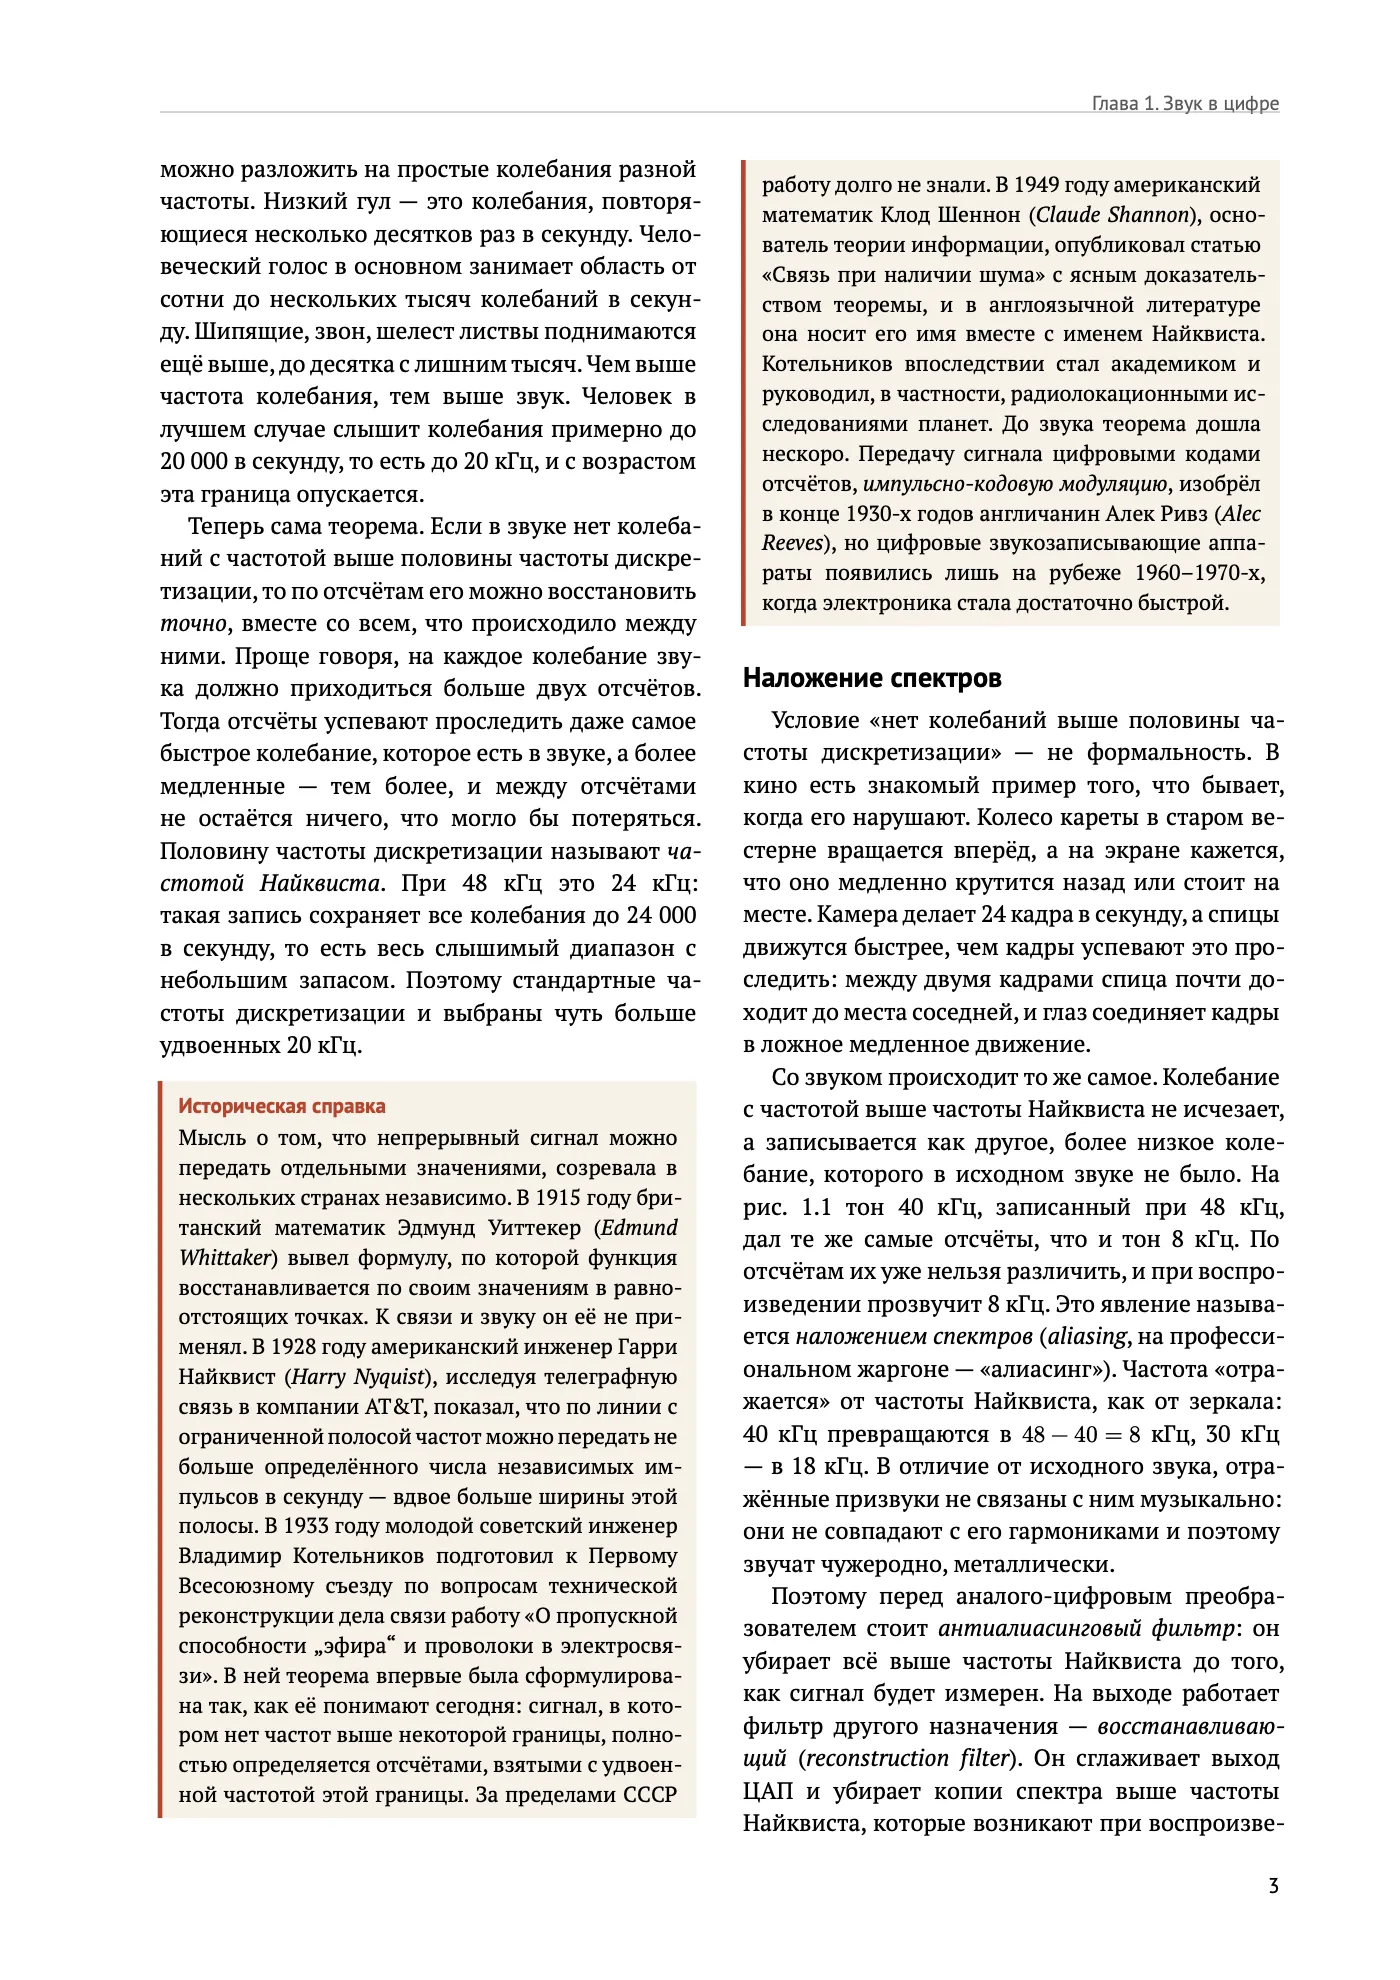 Глава 1. Звук в цифре
можно разложить на простые колебания разной
частоты. Низкий гул — это колебания, повторя-
ющиеся несколько десятков раз в секунду. Чело-
веческий голос в основном занимает область от
сотни до нескольких тысяч колебаний в секун-
ду. Шипящие, звон, шелест листвы поднимаются
ещё выше, до десятка с лишним тысяч. Чем выше
частота колебания, тем выше звук. Человек в
лучшем случае слышит колебания примерно до
20 000 в секунду, то есть до 20 кГц, и с возрастом
эта граница опускается.
Теперь сама теорема. Если в звуке нет колеба-
ний с частотой выше половины частоты дискре-
тизации, то по отсчётам его можно восстановить
точно, вместе со всем, что происходило между
ними. Проще говоря, на каждое колебание зву-
ка должно приходиться больше двух отсчётов.
Тогда отсчёты успевают проследить даже самое
быстрое колебание, которое есть в звуке, а более
медленные — тем более, и между отсчётами
не остаётся ничего, что могло бы потеряться.
Половину частоты дискретизации называют ча-
стотой Найквиста. При 48 кГц это 24 кГц:
такая запись сохраняет все колебания до 24 000
в секунду, то есть весь слышимый диапазон с
небольшим запасом. Поэтому стандартные ча-
стоты дискретизации и выбраны чуть больше
удвоенных 20 кГц.
Историческая справка
Мысль о том, что непрерывный сигнал можно
передать отдельными значениями, созревала в
нескольких странах независимо. В 1915 году бри-
танский математик Эдмунд Уиттекер (Edmund
Whittaker) вывел формулу, по которой функция
восстанавливается по своим значениям в равно-
отстоящих точках. К связи и звуку он её не при-
менял. В 1928 году американский инженер Гарри
Найквист (Harry Nyquist), исследуя телеграфную
связь в компании AT&T, показал, что по линии с
ограниченной полосой частот можно передать не
больше определённого числа независимых им-
пульсов в секунду — вдвое больше ширины этой
полосы. В 1933 году молодой советский инженер
Владимир Котельников подготовил к Первому
Всесоюзному съезду по вопросам технической
реконструкции дела связи работу «О пропускной
способности „эфира“ и проволоки в электросвя-
зи». В ней теорема впервые была сформулирова-
на так, как её понимают сегодня: сигнал, в кото-
ром нет частот выше некоторой границы, полно-
стью определяется отсчётами, взятыми с удвоен-
ной частотой этой границы. За пределами СССР
работу долго не знали. В 1949 году американский
математик Клод Шеннон (Claude Shannon), осно-
ватель теории информации, опубликовал статью
«Связь при наличии шума» с ясным доказатель-
ством теоремы, и в англоязычной литературе
она носит его имя вместе с именем Найквиста.
Котельников впоследствии стал академиком и
руководил, в частности, радиолокационными ис-
следованиями планет. До звука теорема дошла
нескоро. Передачу сигнала цифровыми кодами
отсчётов, импульсно-кодовую модуляцию, изобрёл
в конце 1930-х годов англичанин Алек Ривз (Alec
Reeves), но цифровые звукозаписывающие аппа-
раты появились лишь на рубеже 1960–1970-х,
когда электроника стала достаточно быстрой.
Наложение спектров
Условие «нет колебаний выше половины ча-
стоты дискретизации» — не формальность. В
кино есть знакомый пример того, что бывает,
когда его нарушают. Колесо кареты в старом ве-
стерне вращается вперёд, а на экране кажется,
что оно медленно крутится назад или стоит на
месте. Камера делает 24 кадра в секунду, а спицы
движутся быстрее, чем кадры успевают это про-
следить: между двумя кадрами спица почти до-
ходит до места соседней, и глаз соединяет кадры
в ложное медленное движение.
Со звуком происходит то же самое. Колебание
с частотой выше частоты Найквиста не исчезает,
а записывается как другое, более низкое коле-
бание, которого в исходном звуке не было. На
рис. 1.1 тон 40 кГц, записанный при 48 кГц,
дал те же самые отсчёты, что и тон 8 кГц. По
отсчётам их уже нельзя различить, и при воспро-
изведении прозвучит 8 кГц. Это явление называ-
ется наложением спектров (aliasing, на професси-
ональном жаргоне — «алиасинг»). Частота «отра-
жается» от частоты Найквиста, как от зеркала:
40 кГц превращаются в 48 − 40 = 8 кГц, 30 кГц
— в 18 кГц. В отличие от исходного звука, отра-
жённые призвуки не связаны с ним музыкально:
они не совпадают с его гармониками и поэтому
звучат чужеродно, металлически.
Поэтому перед аналого-цифровым преобра-
зователем стоит антиалиасинговый фильтр: он
убирает всё выше частоты Найквиста до того,
как сигнал будет измерен. На выходе работает
фильтр другого назначения — восстанавливаю-
щий (reconstruction filter). Он сглаживает выход
ЦАП и убирает копии спектра выше частоты
Найквиста, которые возникают при воспроизве-
3